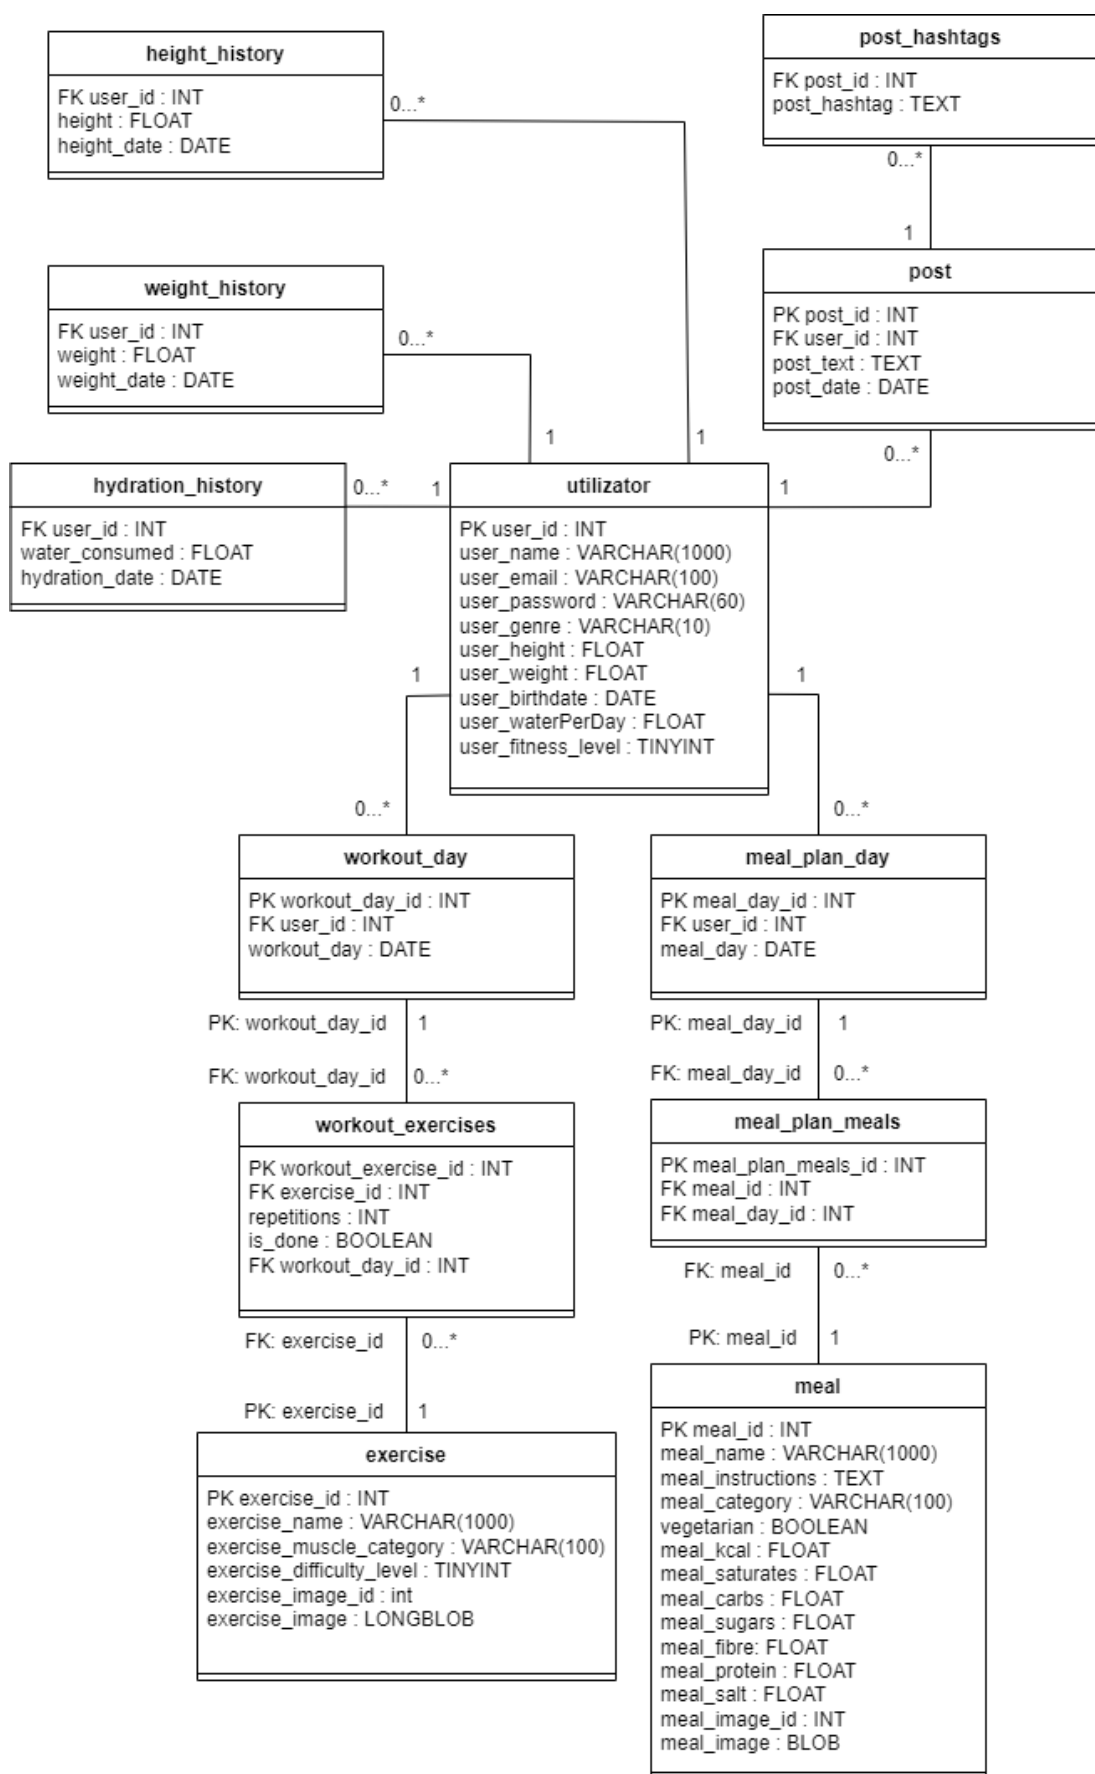 height_history
FK user_id : INT
height : FLOAT
height_date : DATE
0...*
post_hashtags
FK post_id : INT
post_hashtag : TEXT
0...*
1
post
PK post_id : INT
FK user_id : INT
post_text : TEXT
post_date : DATE
0...*
weight_history
FK user_id : INT
weight : FLOAT
weight_date : DATE
0...*
1
1
hydration_history
FK user_id : INT
water_consumed : FLOAT
hydration_date : DATE
0...*
1
utilizator
PK user_id : INT
user_name : VARCHAR(1000)
user_email : VARCHAR(100)
user_password : VARCHAR(60)
user_genre : VARCHAR(10)
user_height : FLOAT
user_weight : FLOAT
user_birthdate : DATE
user_waterPerDay : FLOAT
user_fitness_level : TINYINT
1
1
1
0...*
0...*
workout_day
PK workout_day_id : INT
FK user_id : INT
workout_day : DATE
PK: workout_day_id
1
FK: workout_day_id
0...*
workout_exercises
PK workout_exercise_id : INT
FK exercise_id : INT
repetitions : INT
is_done : BOOLEAN
FK workout_day_id : INT
FK: exercise_id
0...*
PK: exercise_id
1
exercise
PK exercise_id : INT
exercise_name : VARCHAR(1000)
exercise_muscle_category : VARCHAR(100)
exercise_difficulty_level : TINYINT
exercise_image_id : int
exercise_image : LONGBLOB
meal_plan_day
PK meal_day_id : INT
FK user_id : INT
meal_day : DATE
PK: meal_day_id
1
FK: meal_day_id
0...*
meal_plan_meals
PK meal_plan_meals_id : INT
FK meal_id : INT
FK meal_day_id : INT
FK: meal_id
0...*
PK: meal_id
1
meal
PK meal_id : INT
meal_name : VARCHAR(1000)
meal_instructions : TEXT
meal_category : VARCHAR(100)
vegetarian : BOOLEAN
meal_kcal : FLOAT
meal_saturates : FLOAT
meal_carbs : FLOAT
meal_sugars : FLOAT
meal_fibre: FLOAT
meal_protein : FLOAT
meal_salt : FLOAT
meal_image_id : INT
meal_image : BLOB